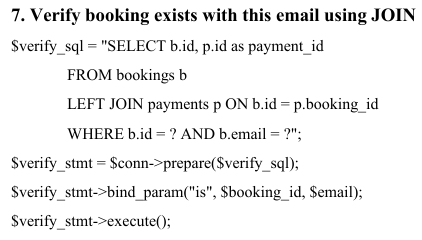 7. Verify booking exists with this email using JOIN
$verify_sql = "SELECT b.id, p.id as payment_id
FROM bookings b
LEFT JOIN payments p ON b.id = p.booking_id
WHERE b.id = ? AND b.email = ?";
$verify_stmt = $conn->prepare($verify_sql);
$verify_stmt->bind_param("is", $booking_id, $email);
$verify_stmt->execute();